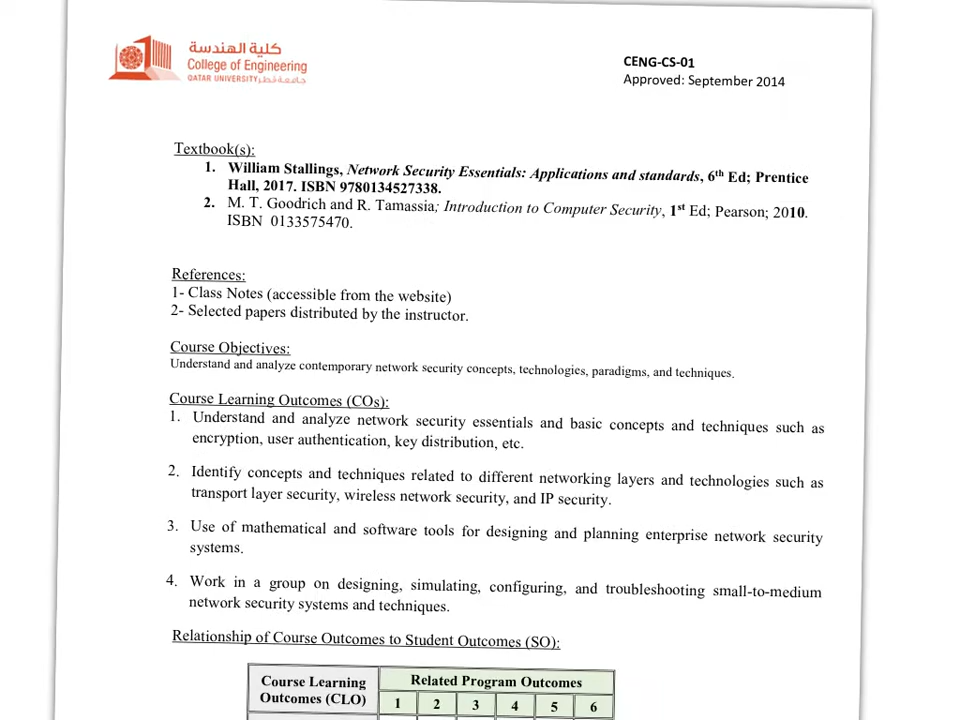 كلية الهندسة
College of Engineering
QATAR UNIVERSITY جامعة قطر
CENG-CS-01
Approved: September 2014
Textbook(s):
1. William Stallings, Network Security Essentials: Applications and standards, 6th Ed; Prentice
Hall, 2017. ISBN 9780134527338.
2. M. T. Goodrich and R. Tamassia; Introduction to Computer Security, 1st Ed; Pearson; 2010.
ISBN 0133575470.
References:
1- Class Notes (accessible from the website)
2- Selected papers distributed by the instructor.
Course Objectives:
Understand and analyze contemporary network security concepts, technologies, paradigms, and techniques.
Course Learning Outcomes (COs):
1. Understand and analyze network security essentials and basic concepts and techniques such as
encryption, user authentication, key distribution, etc.
2. Identify concepts and techniques related to different networking layers and technologies such as
transport layer security, wireless network security, and IP security.
3. Use of mathematical and software tools for designing and planning enterprise network security
systems.
4. Work in a group on designing, simulating, configuring, and troubleshooting small-to-medium
network security systems and techniques.
Relationship of Course Outcomes to Student Outcomes (SO):
Course Learning Outcomes (CLO)
Related Program Outcomes
1 2 3 4 5 6